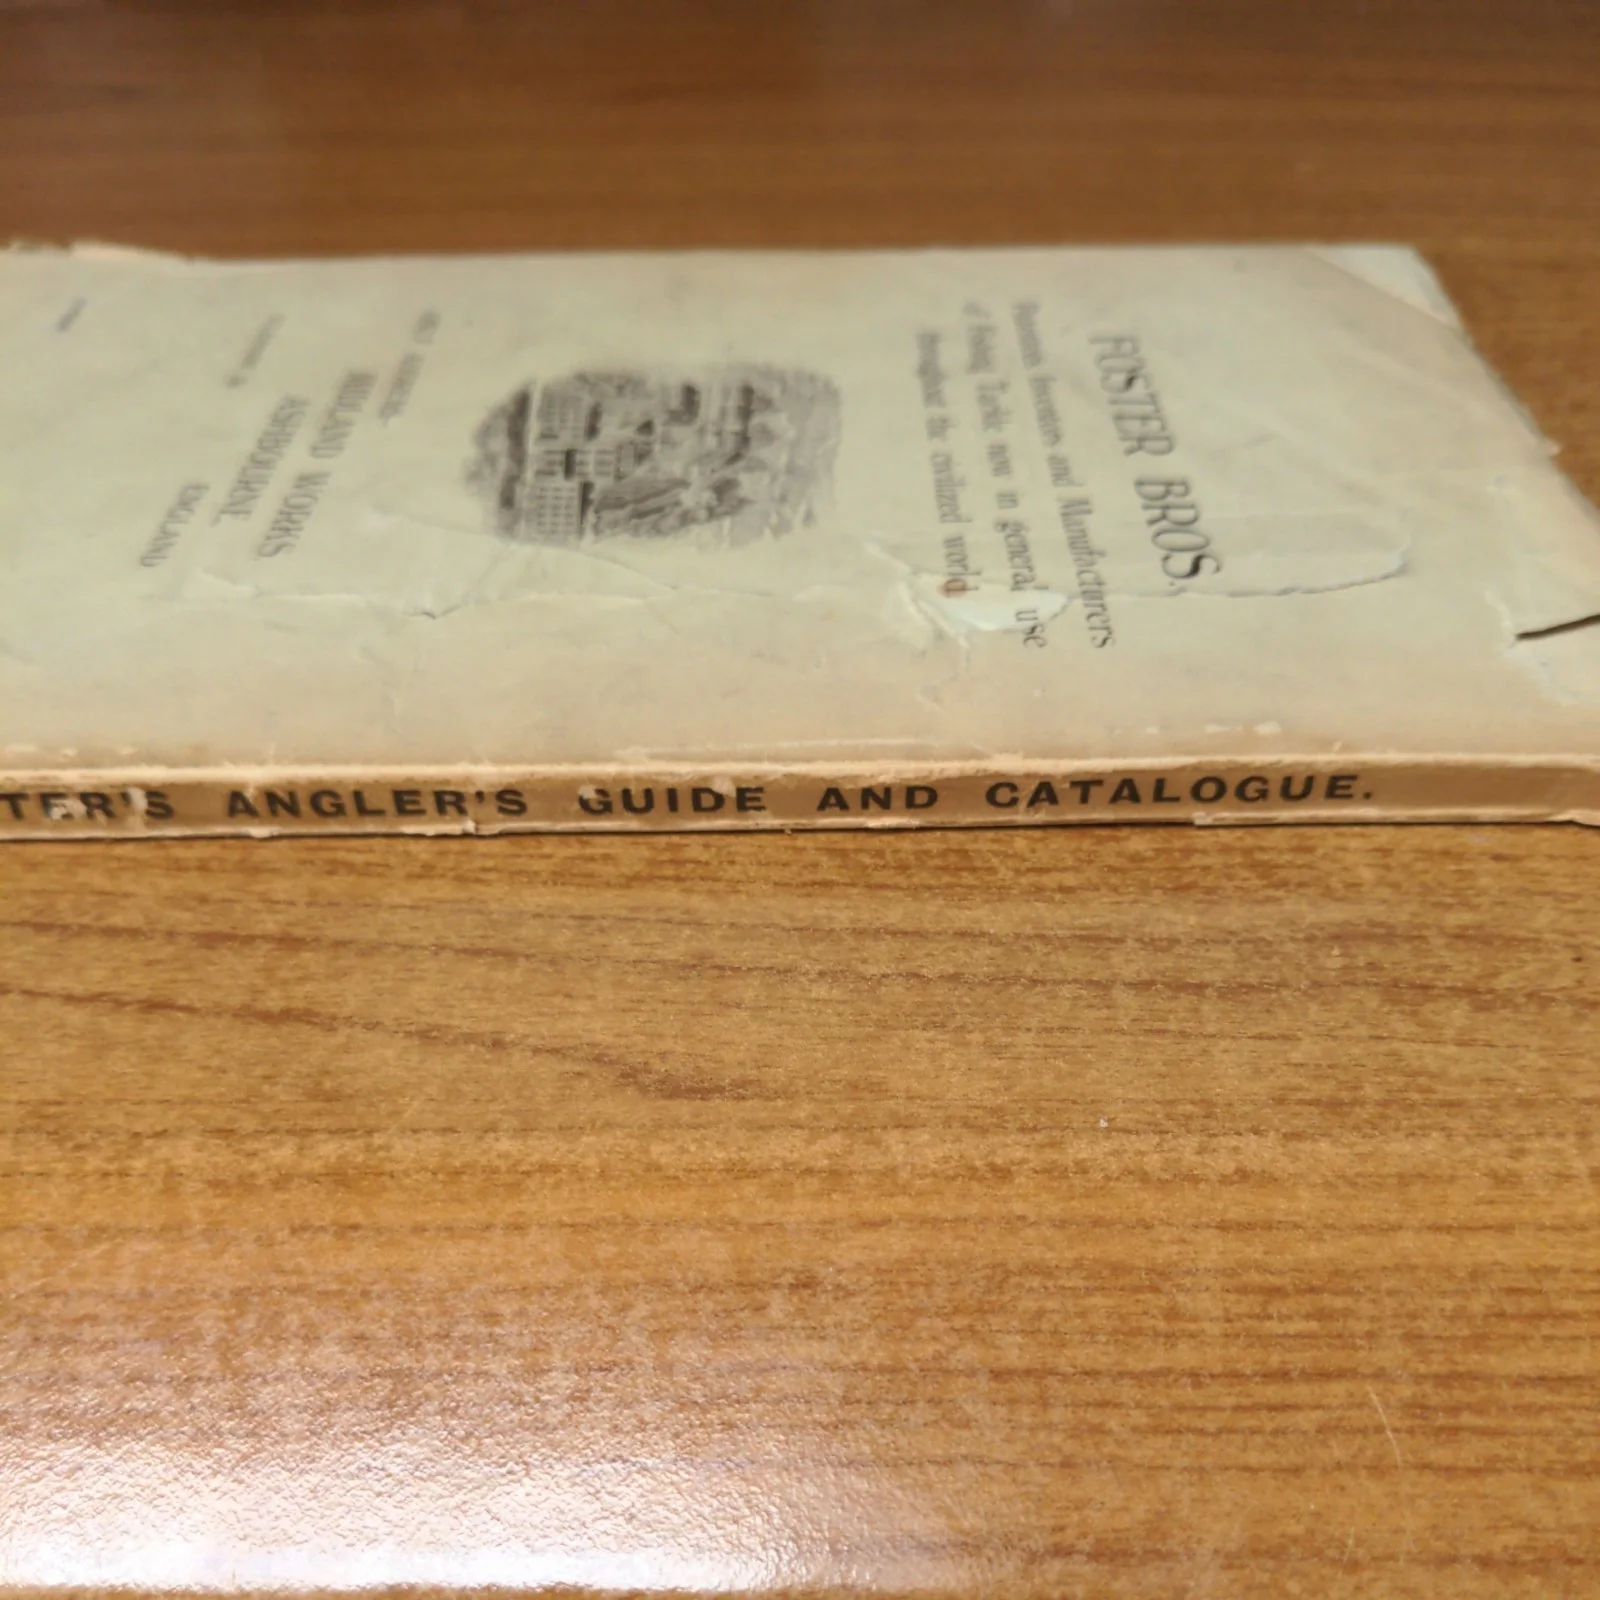 FOSTER BROS.
Patentees Inventors and Manufacturers
of Fishing Tackle now in general use
throughout the civilized world.
ADDRESS.
MIDLAND WORKS
ASHBOURNE,
ENGLAND
TER'S ANGLER'S GUIDE AND CATALOGUE.